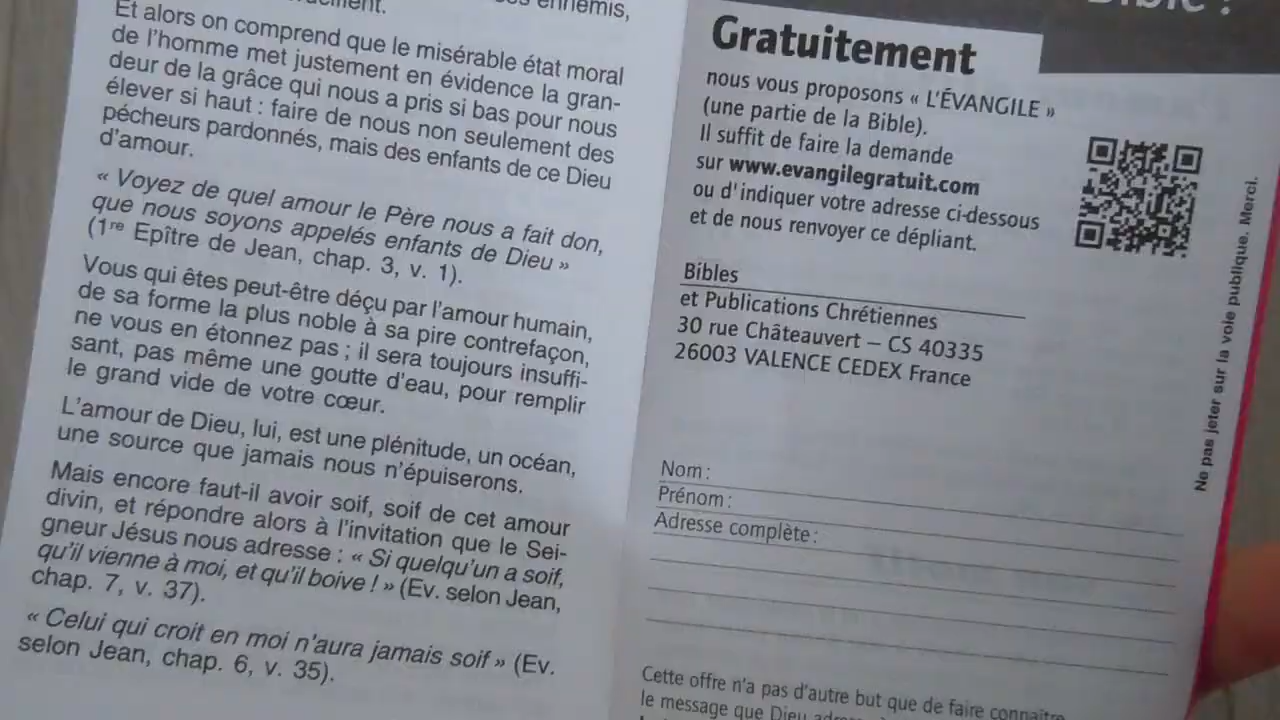 ennemis,
Et alors on comprend que le misérable état moral
de l'homme met justement en évidence la gran-
deur de la grâce qui nous a pris si bas pour nous
élever si haut : faire de nous non seulement des
pécheurs pardonnés, mais des enfants de ce Dieu
d'amour.
« Voyez de quel amour le Père nous a fait don,
que nous soyons appelés enfants de Dieu »
(1re Epître de Jean, chap. 3, v. 1).
Vous qui êtes peut-être déçu par l'amour humain,
de sa forme la plus noble à sa pire contrefaçon,
ne vous en étonnez pas ; il sera toujours insuffi-
sant, pas même une goutte d'eau, pour remplir
le grand vide de votre cœur.
L'amour de Dieu, lui, est une plénitude, un océan,
une source que jamais nous n'épuiserons.
Mais encore faut-il avoir soif, soif de cet amour
divin, et répondre alors à l'invitation que le Sei-
gneur Jésus nous adresse : « Si quelqu'un a soif,
qu'il vienne à moi, et qu'il boive ! » (Ev. selon Jean,
chap. 7, v. 37).
« Celui qui croit en moi n'aura jamais soif » (Ev.
selon Jean, chap. 6, v. 35).
Bible ?
Gratuitement
nous vous proposons « L'ÉVANGILE »
(une partie de la Bible).
Il suffit de faire la demande
sur www.evangilegratuit.com
ou d'indiquer votre adresse ci-dessous
et de nous renvoyer ce dépliant.
Bibles
et Publications Chrétiennes
30 rue Châteauvert – CS 40335
26003 VALENCE CEDEX France
Nom :
Prénom :
Adresse complète :
Cette offre n'a pas d'autre but que de faire connaître
le message que Dieu
Ne pas jeter sur la voie publique. Merci.